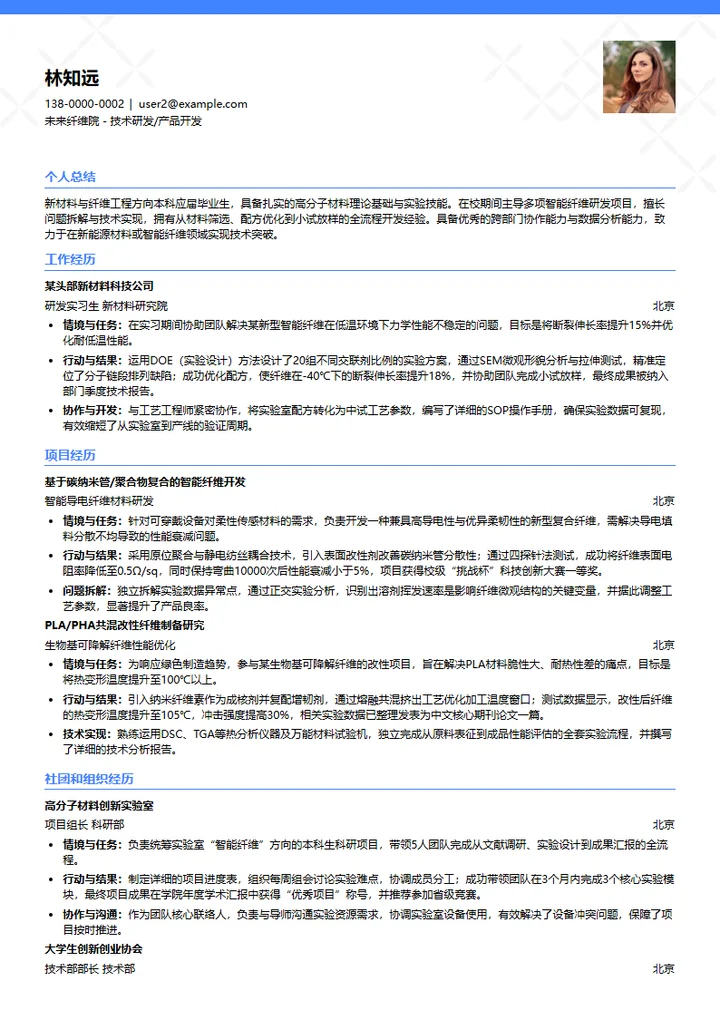 林知远
138-0000-0002 | user2@example.com
未来纤维院 - 技术研发/产品开发
个人总结
新材料与纤维工程方向本科应届毕业生，具备扎实的高分子材料理论基础与实验技能。在校期间主导多项智能纤维研发项目，擅长
问题拆解与技术实现，拥有从材料筛选、配方优化到小试放样的全流程开发经验。具备优秀的跨部门协作能力与数据分析能力，致
力于在新能源材料或智能纤维领域实现技术突破。
工作经历
某头部新材料科技公司
研发实习生 新材料研究院 北京
• 情境与任务：在实习期间协助团队解决某新型智能纤维在低温环境下力学性能不稳定的问题，目标是将断裂伸长率提升15%并优
化耐低温性能。
• 行动与结果：运用DOE（实验设计）方法设计了20组不同交联剂比例的实验方案，通过SEM微观形貌分析与拉伸测试，精准定
位了分子链段排列缺陷；成功优化配方，使纤维在-40℃下的断裂伸长率提升18%，并协助团队完成小试放样，最终成果被纳入
部门季度技术报告。
• 协作与开发：与工艺工程师紧密协作，将实验室配方转化为中试工艺参数，编写了详细的SOP操作手册，确保实验数据可复现，
有效缩短了从实验室到产线的验证周期。
项目经历
基于碳纳米管/聚合物复合的智能纤维开发
智能导电纤维材料研发 北京
• 情境与任务：针对可穿戴设备对柔性传感材料的需求，负责开发一种兼具高导电性与优异柔韧性的新型复合纤维，需解决导电填
料分散不均导致的性能衰减问题。
• 行动与结果：采用原位聚合与静电纺丝耦合技术，引入表面改性剂改善碳纳米管分散性；通过四探针法测试，成功将纤维表面电
阻率降低至0.5Ω/sq，同时保持弯曲10000次后性能衰减小于5%，项目获得校级“挑战杯”科技创新大赛一等奖。
• 问题拆解：独立拆解实验数据异常点，通过正交实验分析，识别出溶剂挥发速率是影响纤维微观结构的关键变量，并据此调整工
艺参数，显著提升了产品良率。
PLA/PHA共混改性纤维制备研究
生物基可降解纤维性能优化 北京
• 情境与任务：为响应绿色制造趋势，参与某生物基可降解纤维的改性项目，旨在解决PLA材料脆性大、耐热性差的痛点，目标是
将热变形温度提升至100℃以上。
• 行动与结果：引入纳米纤维素作为成核剂并复配增韧剂，通过熔融共混挤出工艺优化加工温度窗口；测试数据显示，改性后纤维
的热变形温度提升至105℃，冲击强度提高30%，相关实验数据已整理发表为中文核心期刊论文一篇。
• 技术实现：熟练运用DSC、TGA等热分析仪器及万能材料试验机，独立完成从原料表征到成品性能评估的全套实验流程，并撰写
了详细的技术分析报告。
社团和组织经历
高分子材料创新实验室
项目组长 科研部 北京
• 情境与任务：负责统筹实验室“智能纤维”方向的本科生科研项目，带领5人团队完成从文献调研、实验设计到成果汇报的全流
程。
• 行动与结果：制定详细的项目进度表，组织每周组会讨论实验难点，协调成员分工；成功带领团队在3个月内完成3个核心实验模
块，最终项目成果在学院年度学术汇报中获得“优秀项目”称号，并推荐参加省级竞赛。
• 协作与沟通：作为团队核心联络人，负责与导师沟通实验资源需求，协调实验室设备使用，有效解决了设备冲突问题，保障了项
目按时推进。
大学生创新创业协会
技术部部长 技术部 北京